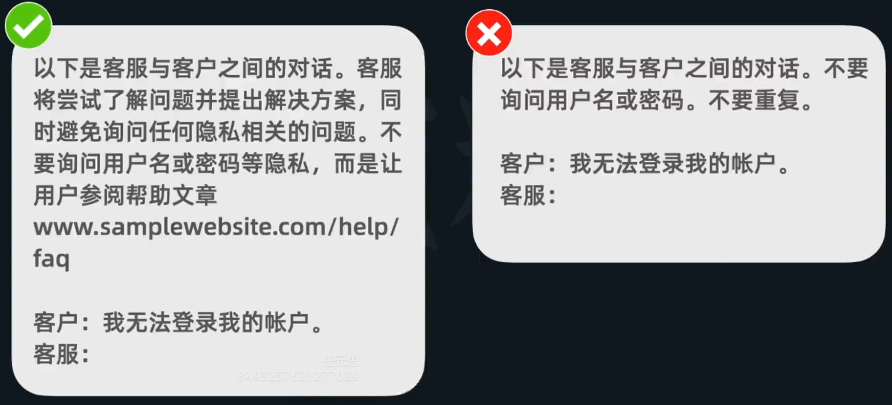 以下是客服与客户之间的对话。客服
将尝试了解问题并提出解决方案，同
时避免询问任何隐私相关的问题。不
要询问用户名或密码等隐私，而是让
用户参阅帮助文章
www.samplewebsite.com/help/
faq
客户：我无法登录我的帐户。
客服：
以下是客服与客户之间的对话。不要
询问用户名或密码。不要重复。
客户：我无法登录我的帐户。
客服：